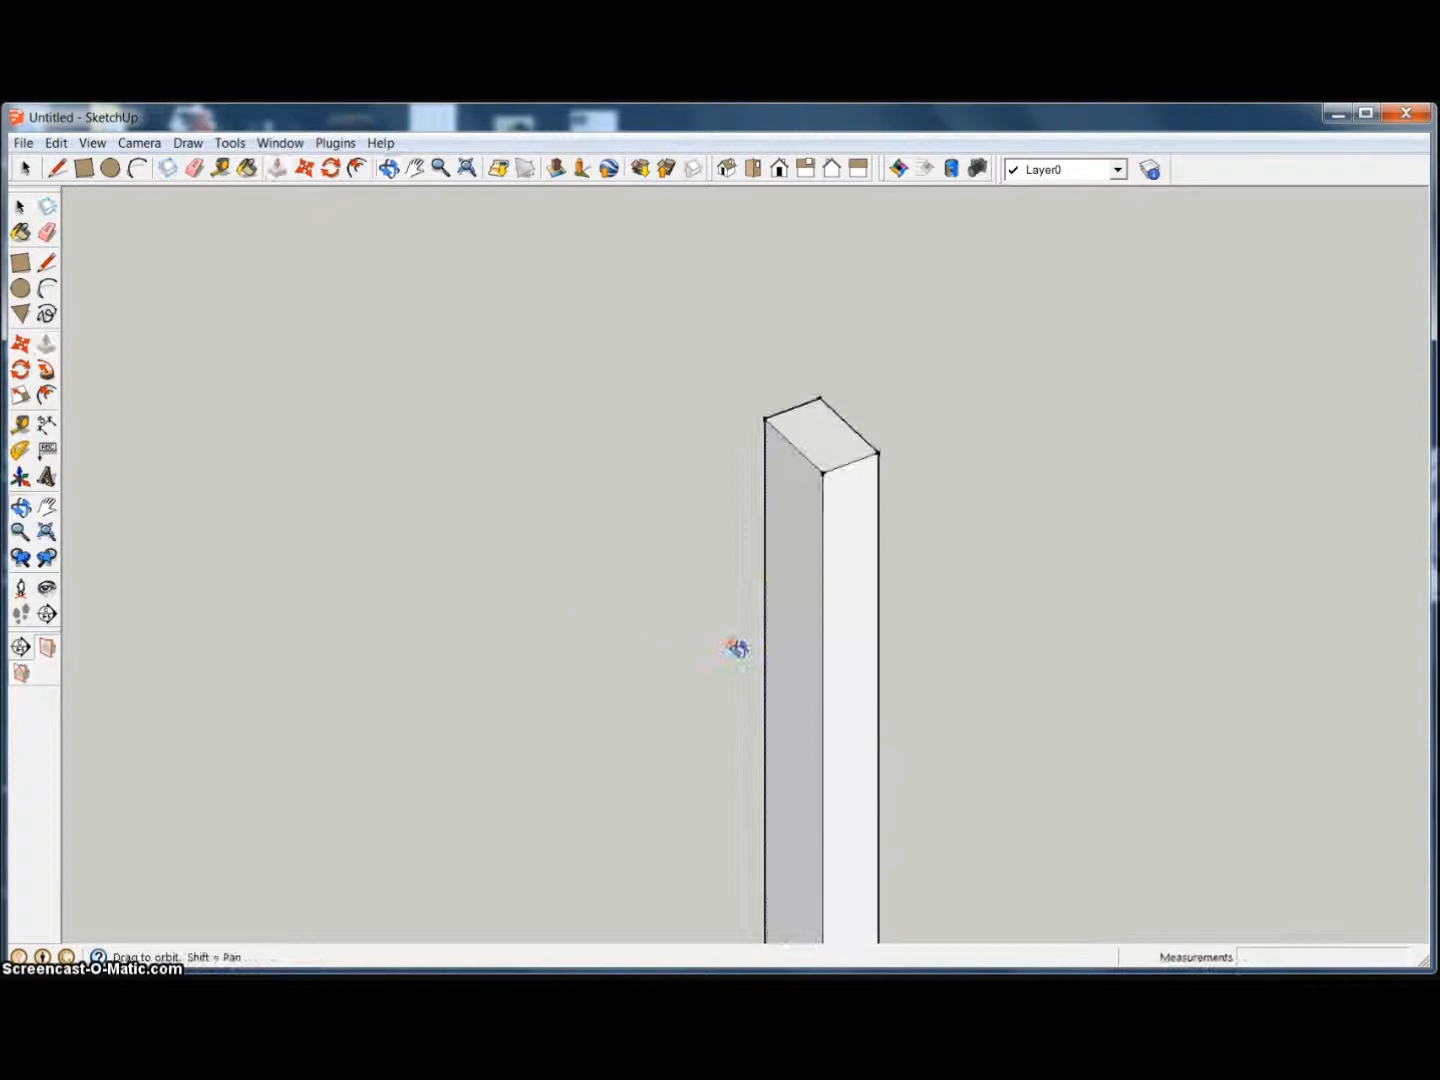 Untitled - SketchUp
File Edit View Camera Draw Tools Window Plugins Help
✓ Layer0
ABC
Drag to orbit. Shift = Pan
Measurements
Screencast-O-Matic.com